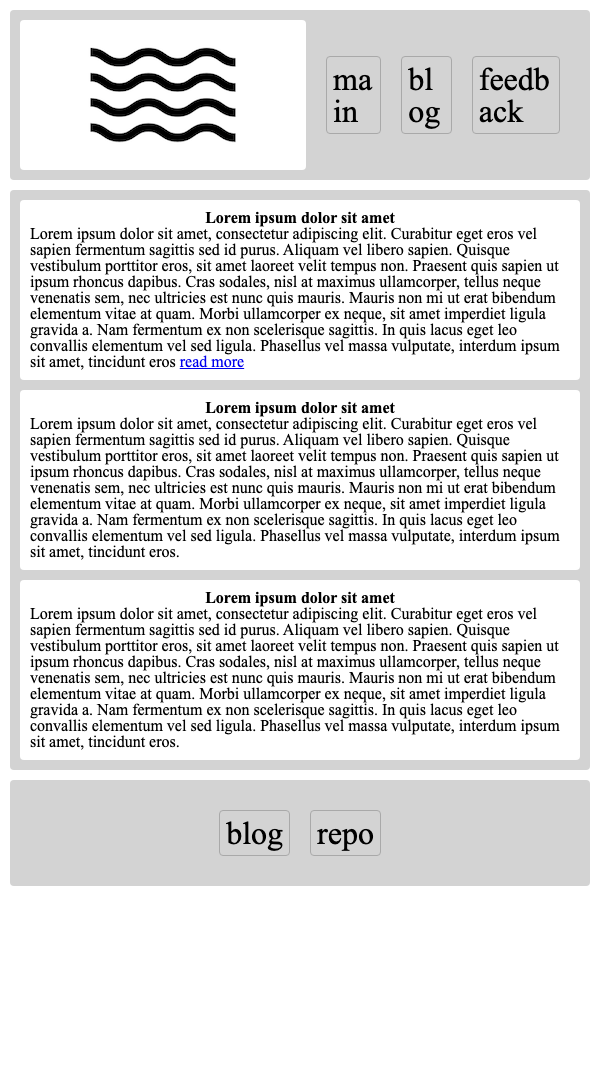 ma
in
bl
og
feedb
ack
Lorem ipsum dolor sit amet
Lorem ipsum dolor sit amet, consectetur adipiscing elit. Curabitur eget eros vel
sapien fermentum sagittis sed id purus. Aliquam vel libero sapien. Quisque
vestibulum porttitor eros, sit amet laoreet velit tempus non. Praesent quis sapien ut
ipsum rhoncus dapibus. Cras sodales, nisl at maximus ullamcorper, tellus neque
venenatis sem, nec ultricies est nunc quis mauris. Mauris non mi ut erat bibendum
elementum vitae at quam. Morbi ullamcorper ex neque, sit amet imperdiet ligula
gravida a. Nam fermentum ex non scelerisque sagittis. In quis lacus eget leo
convallis elementum vel sed ligula. Phasellus vel massa vulputate, interdum ipsum
sit amet, tincidunt eros read more
Lorem ipsum dolor sit amet
Lorem ipsum dolor sit amet, consectetur adipiscing elit. Curabitur eget eros vel
sapien fermentum sagittis sed id purus. Aliquam vel libero sapien. Quisque
vestibulum porttitor eros, sit amet laoreet velit tempus non. Praesent quis sapien ut
ipsum rhoncus dapibus. Cras sodales, nisl at maximus ullamcorper, tellus neque
venenatis sem, nec ultricies est nunc quis mauris. Mauris non mi ut erat bibendum
elementum vitae at quam. Morbi ullamcorper ex neque, sit amet imperdiet ligula
gravida a. Nam fermentum ex non scelerisque sagittis. In quis lacus eget leo
convallis elementum vel sed ligula. Phasellus vel massa vulputate, interdum ipsum
sit amet, tincidunt eros.
Lorem ipsum dolor sit amet
Lorem ipsum dolor sit amet, consectetur adipiscing elit. Curabitur eget eros vel
sapien fermentum sagittis sed id purus. Aliquam vel libero sapien. Quisque
vestibulum porttitor eros, sit amet laoreet velit tempus non. Praesent quis sapien ut
ipsum rhoncus dapibus. Cras sodales, nisl at maximus ullamcorper, tellus neque
venenatis sem, nec ultricies est nunc quis mauris. Mauris non mi ut erat bibendum
elementum vitae at quam. Morbi ullamcorper ex neque, sit amet imperdiet ligula
gravida a. Nam fermentum ex non scelerisque sagittis. In quis lacus eget leo
convallis elementum vel sed ligula. Phasellus vel massa vulputate, interdum ipsum
sit amet, tincidunt eros.
blog
repo